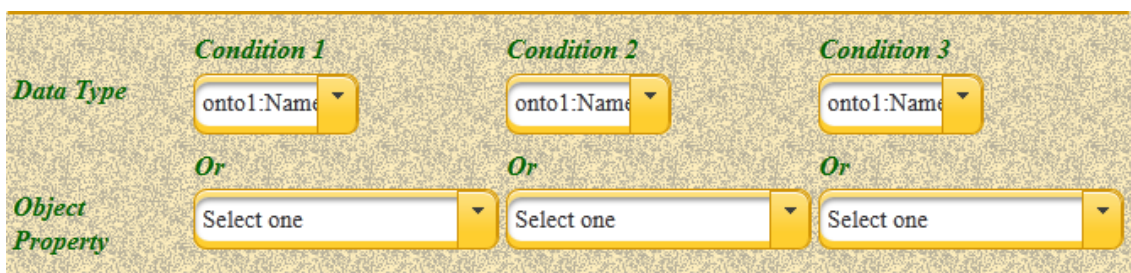 Condition 1 Condition 2 Condition 3
Data Type onto1:Name onto1:Name onto1:Name
Or Or Or
Object Property Select one Select one Select one